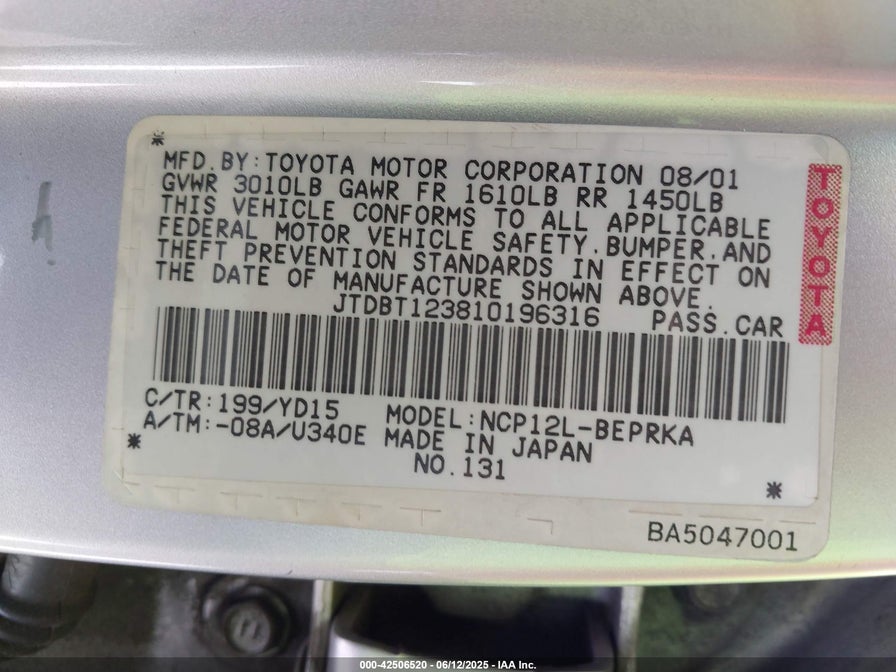 MFD.BY:TOYOTA MOTOR CORPORATION 08/01
GVWR 3010LB GAWR FR 1610LB RR 1450LB
THIS VEHICLE CONFORMS TO ALL APPLICABLE
FEDERAL MOTOR VEHICLE SAFETY,BUMPER,AND
THEFT PREVENTION STANDARDS IN EFFECT ON
THE DATE OF MANUFACTURE SHOWN ABOVE.
JTDBT123810196316 PASS.CAR
TOYOTA
C/TR:199/YD15 MODEL:NCP12L-BEPRKA
A/TM:-08A/U340E MADE IN JAPAN
NO.131
BA5047001
000-42506520 - 06/12/2025 - IAA Inc.